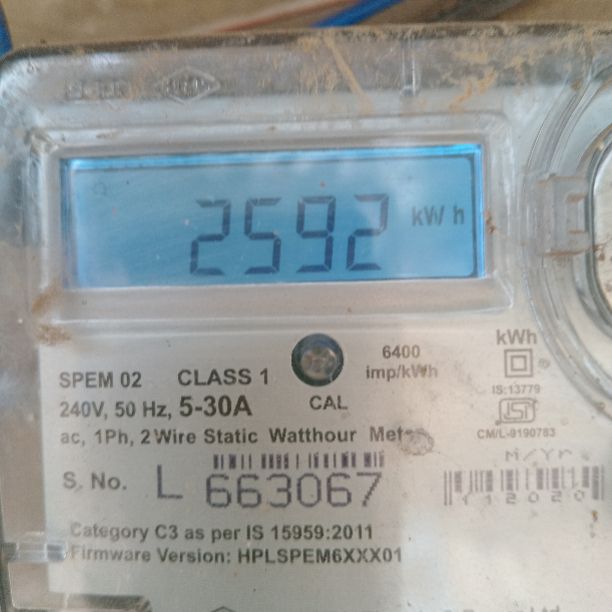 2592 kW h
6400
imp/kWh
kWh
SPEM 02 CLASS 1
240V, 50 Hz, 5-30A
CAL
IS:13779
CM/L-9190783
ac, 1Ph, 2 Wire Static Watthour
M/Yr
S. No. L 663067
112020
Category C3 as per IS 15959:2011
Firmware Version: HPLSPEM6XXX01